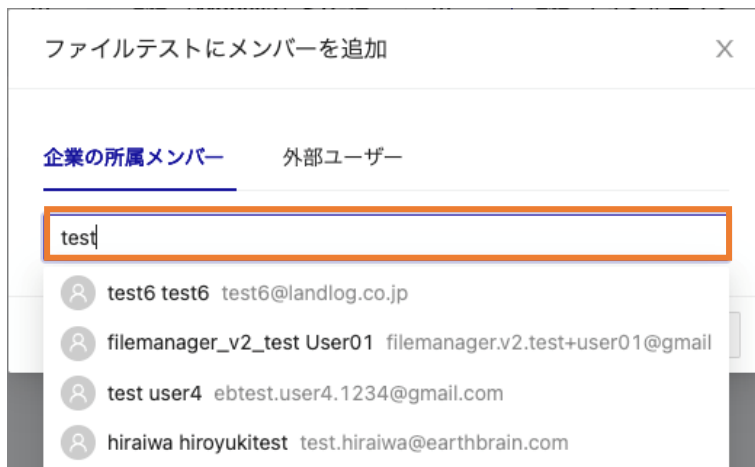 ファイルテストにメンバーを追加
企業の所属メンバー 外部ユーザー
test
test6 test6 test6@landlog.co.jp
filemanager_v2_test User01 filemanager.v2.test+user01@gmail
test user4 ebtest.user4.1234@gmail.com
hiraiwa hiroyukitest test.hiraiwa@earthbrain.com